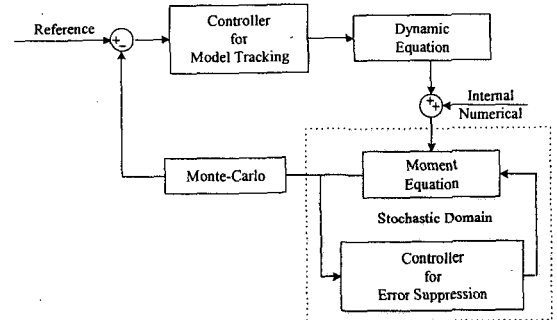 Reference
+
−
Controller
for
Model Tracking
Dynamic
Equation
+
+
Internal
Numerical
Monte-Carlo
Moment
Equation
Stochastic Domain
Controller
for
Error Suppression